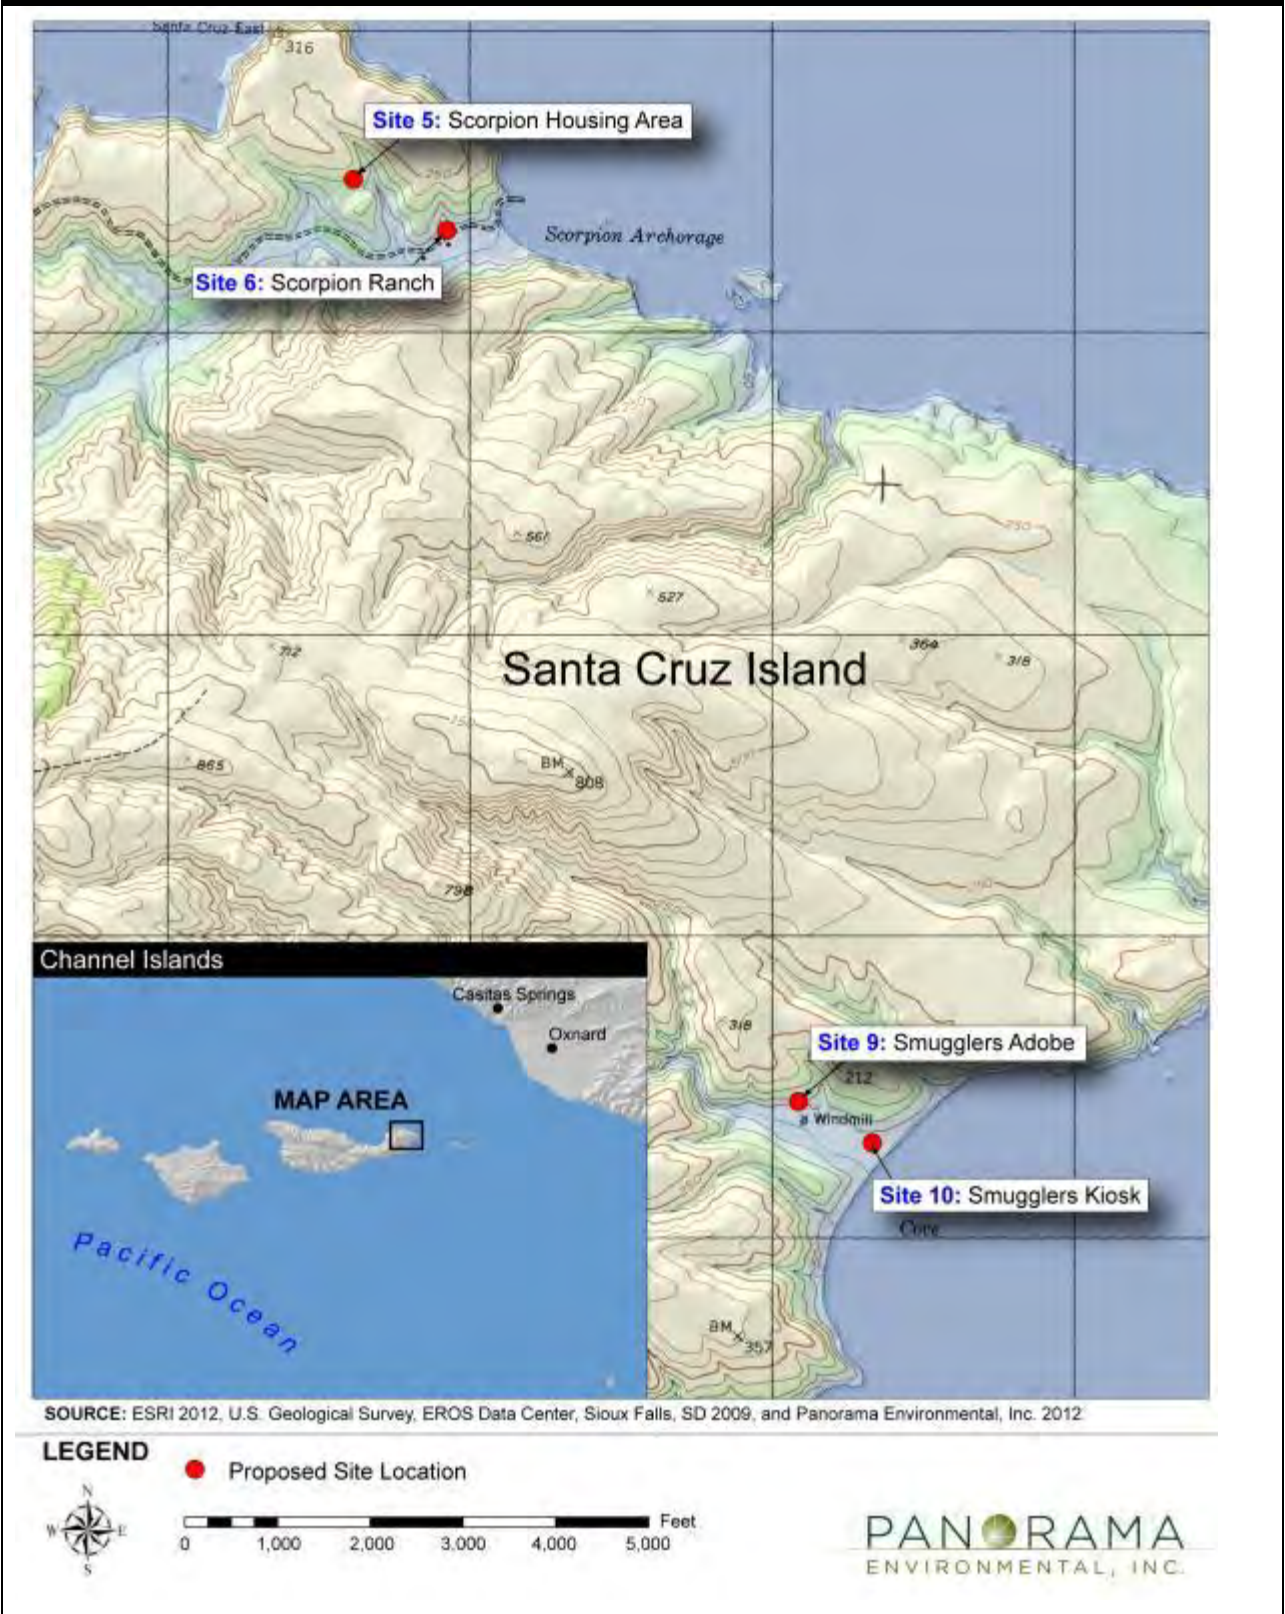 Santa Cruz East
316
Site 5: Scorpion Housing Area
250
Scorpion Archorage
Site 6: Scorpion Ranch
561
250
527
712
364
318
Santa Cruz Island
865
BM
808
798
Channel Islands
Casitas Springs
Oxnard
MAP AREA
Pacific Ocean
318
Site 9: Smugglers Adobe
212
Windmill
Site 10: Smugglers Kiosk
Cove
BM
357
SOURCE: ESRI 2012, U.S. Geological Survey, EROS Data Center, Sioux Falls, SD 2009, and Panorama Environmental, Inc. 2012
LEGEND
Proposed Site Location
N
W E
S
Feet
0 1,000 2,000 3,000 4,000 5,000
PANORAMA
ENVIRONMENTAL, INC.